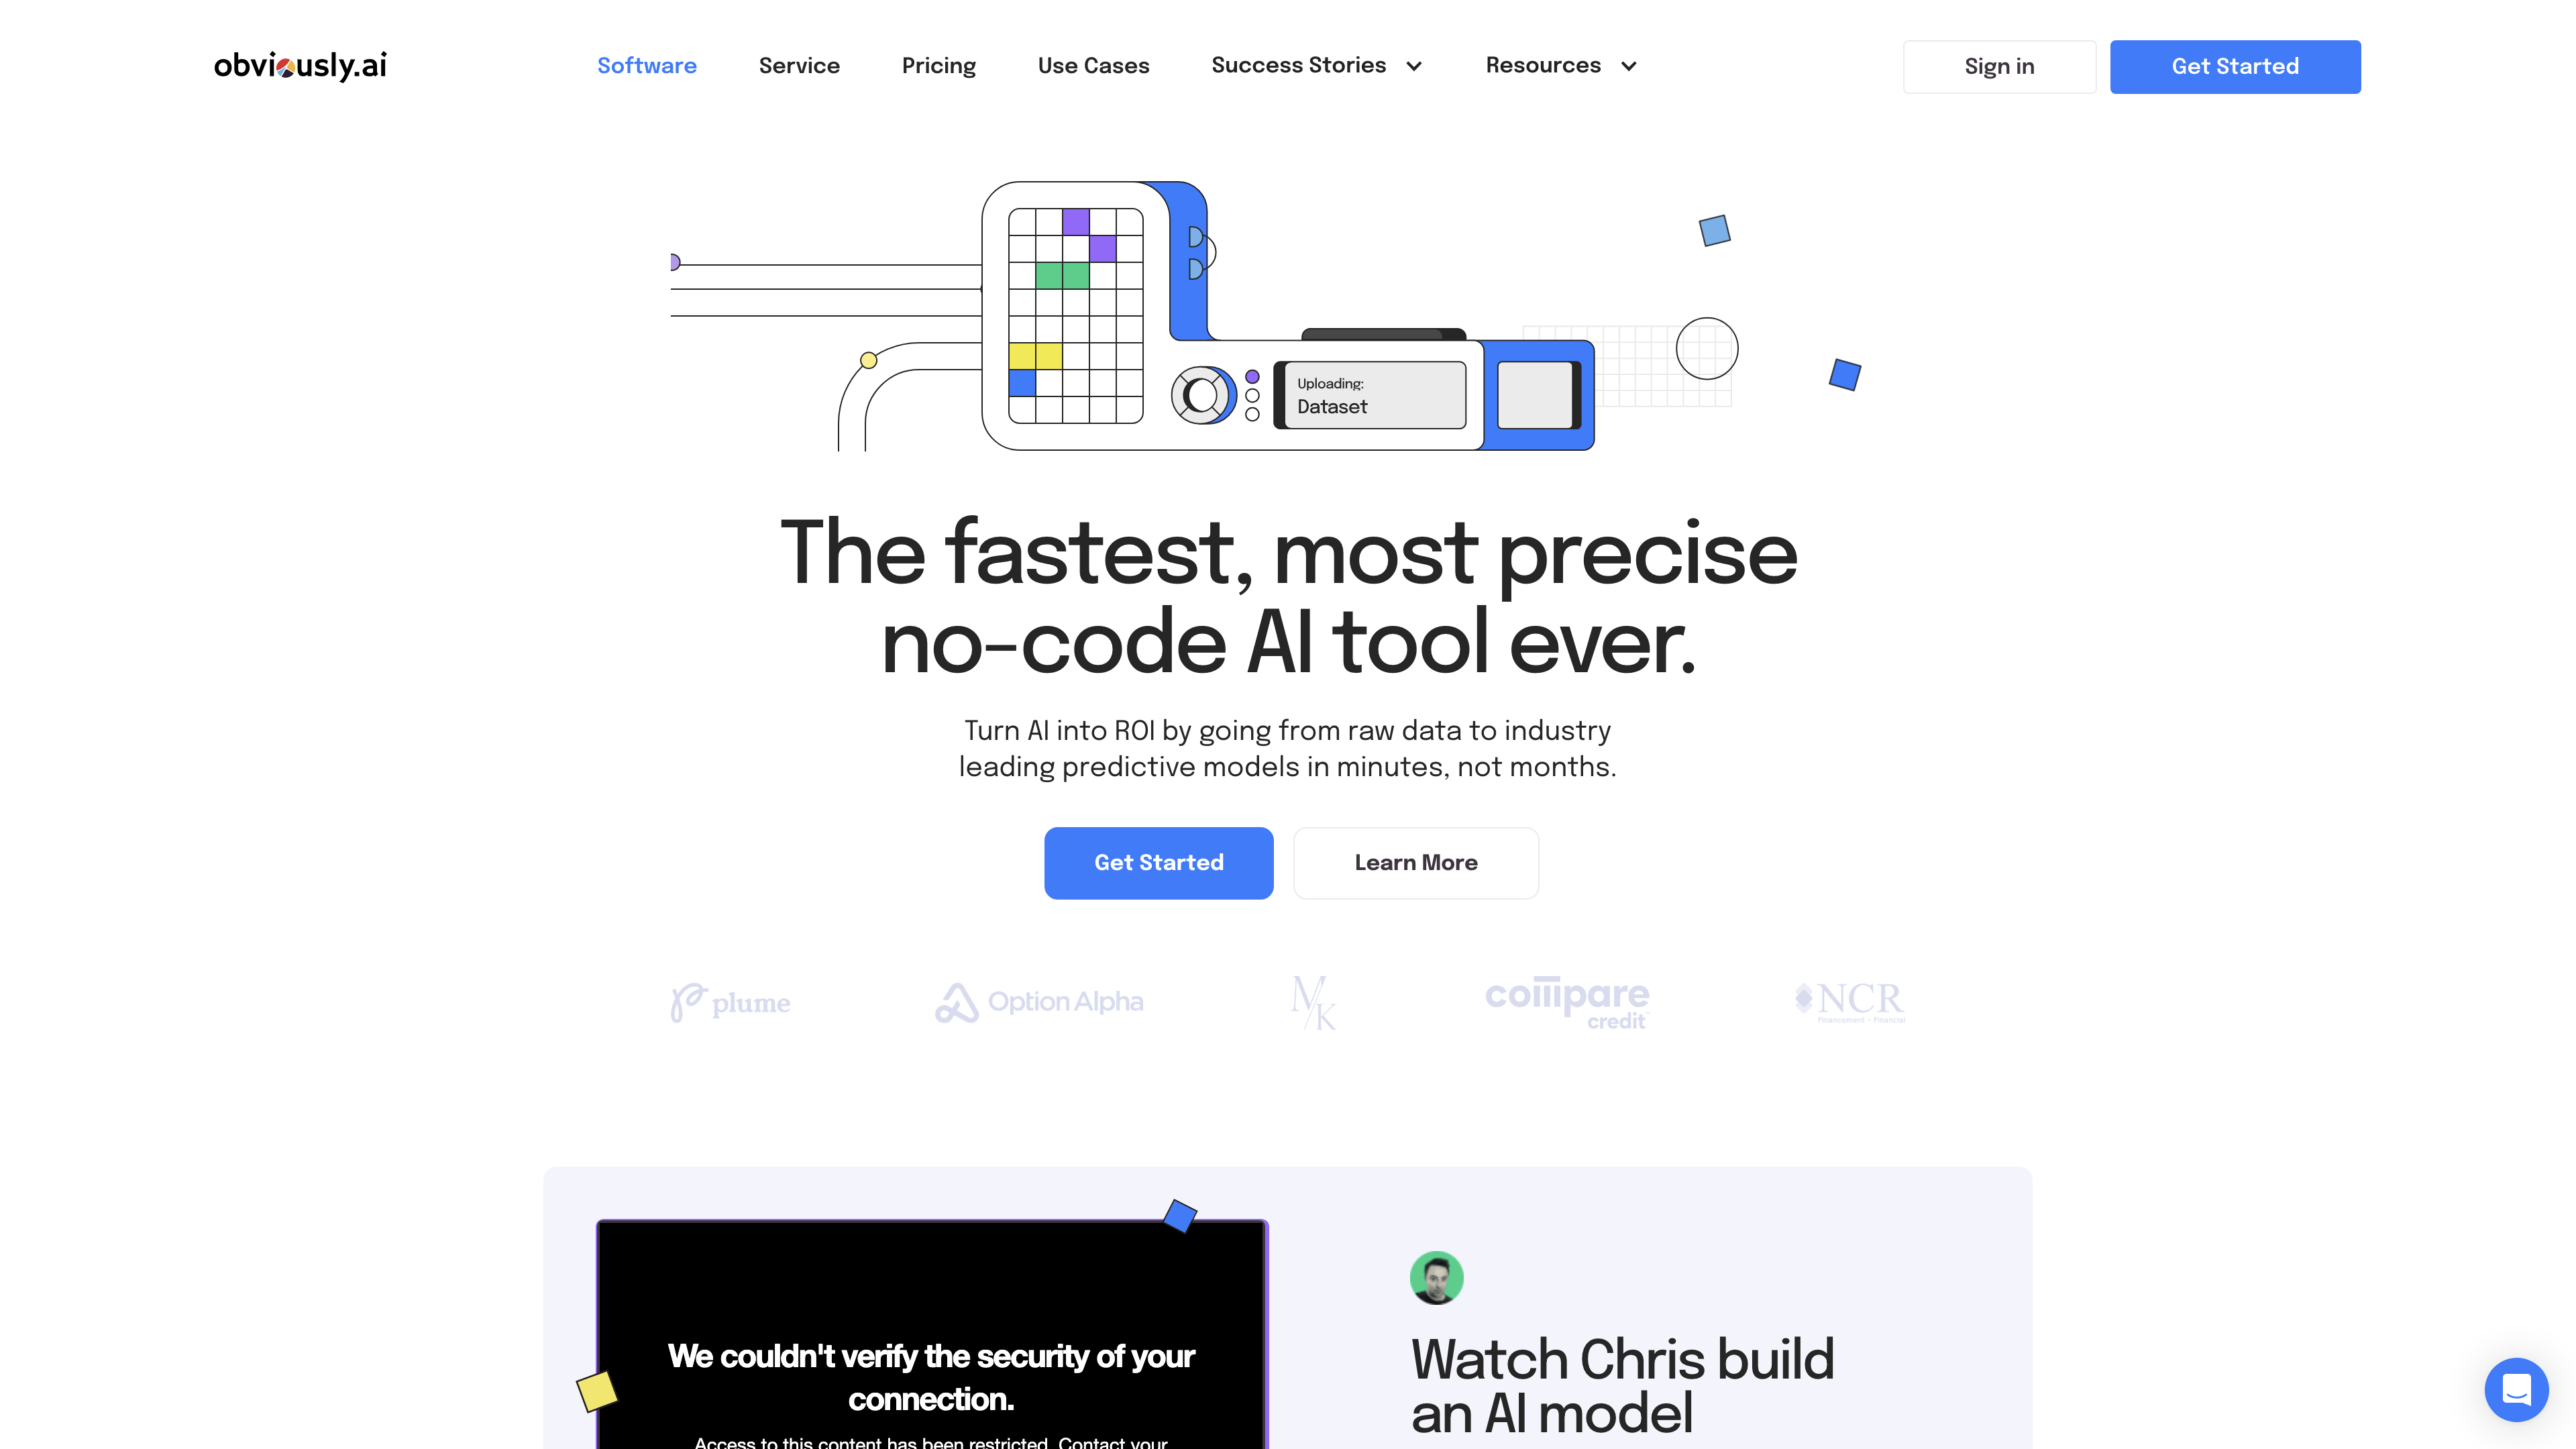 obviously.ai
Software
Service
Pricing
Use Cases
Success Stories
Resources
Sign in
Get Started
Uploading:
Dataset
The fastest, most precise
no-code AI tool ever.
Turn AI into ROI by going from raw data to industry
leading predictive models in minutes, not months.
Get Started
Learn More
plume
Option Alpha
M/K
compare
credit
NCR
Financement - Financial
We couldn't verify the security of your
connection.
Access to this content has been restricted. Contact your
Watch Chris build
an AI model